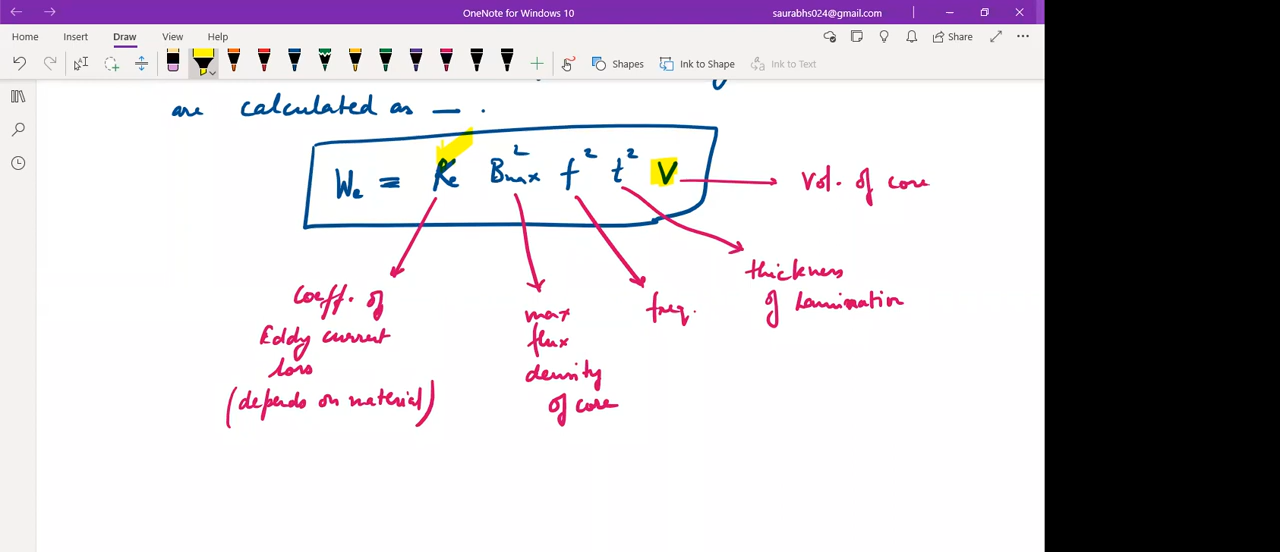 OneNote for Windows 10
saurabhs024@gmail.com
Home Insert Draw View Help
Share
Shapes Ink to Shape Ink to Text
are calculated as — .
We = Ke Bmax² f² t² V
Vol. of core
thickness
of Lamination
Coeff. of
Eddy current
Loss
(depends on material)
max
flux
density
of core
freq.